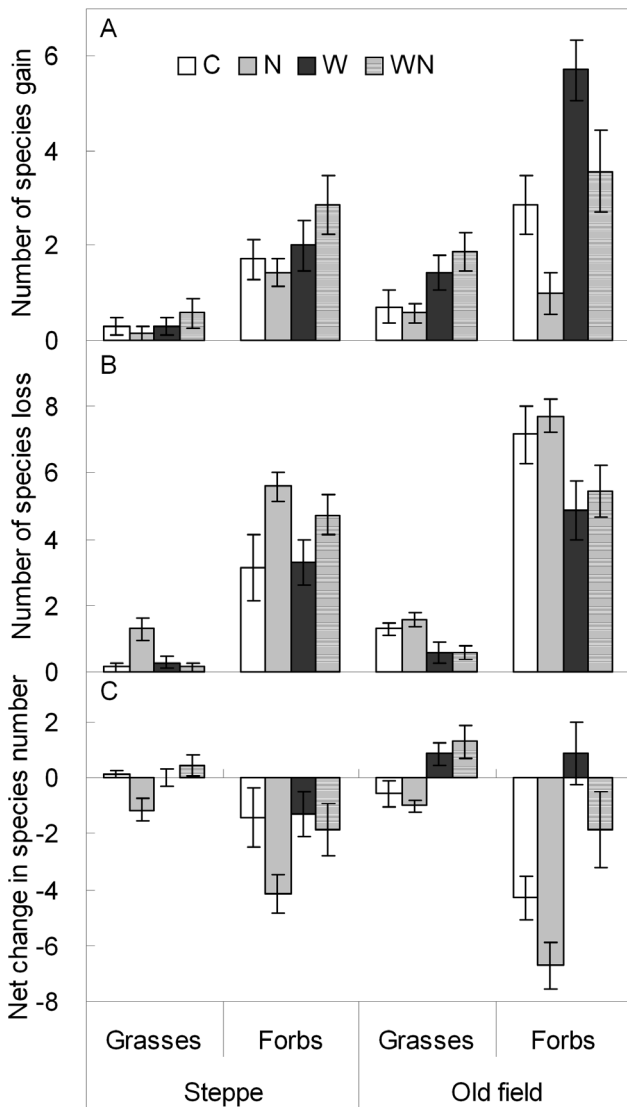 A
C N W WN
Number of species gain
6
4
2
0
B
Number of species loss
8
6
4
2
0
C
Net change in species number
2
0
-2
-4
-6
-8
Grasses Forbs Grasses Forbs
Steppe Old field